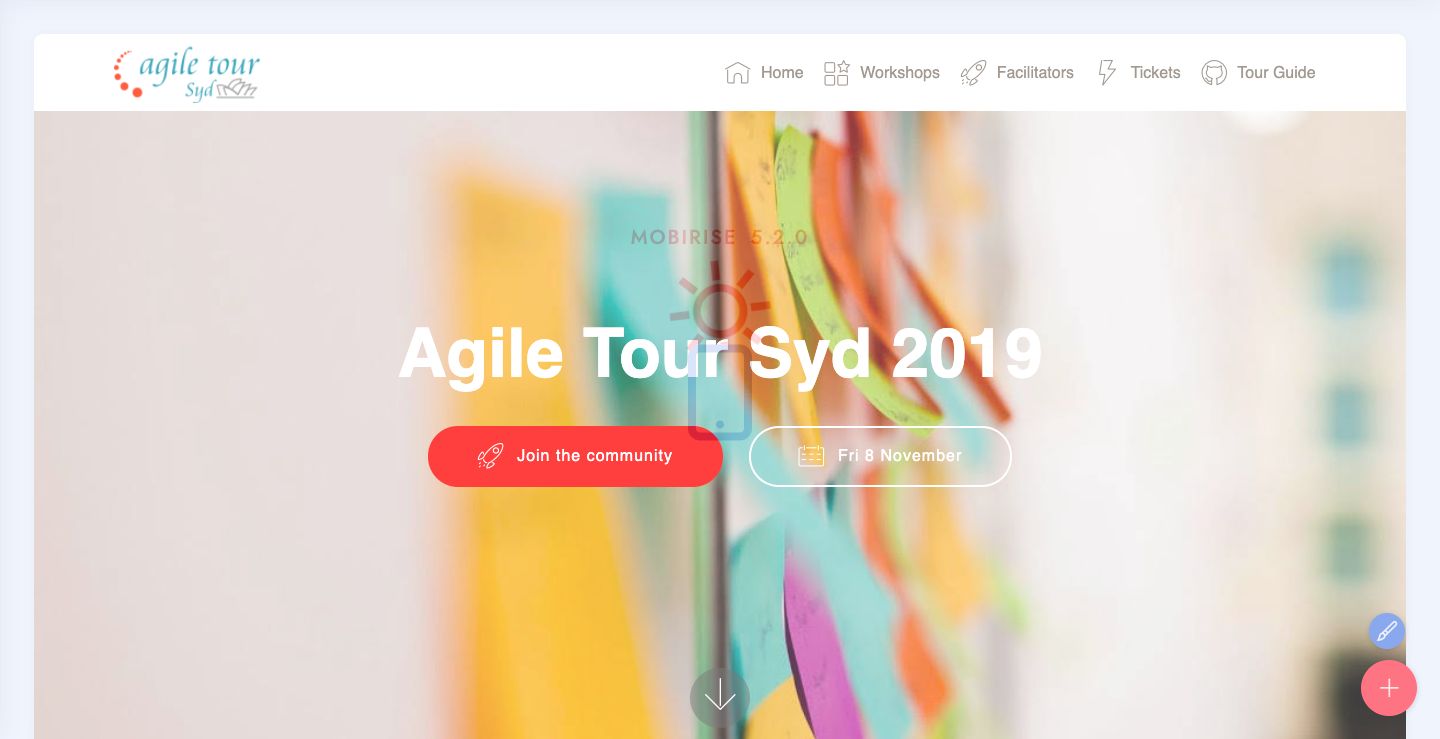 agile tour
Syd
Home
Workshops
Facilitators
Tickets
Tour Guide
MOBIRISE 5.2.0
Agile Tour Syd 2019
Join the community
Fri 8 November